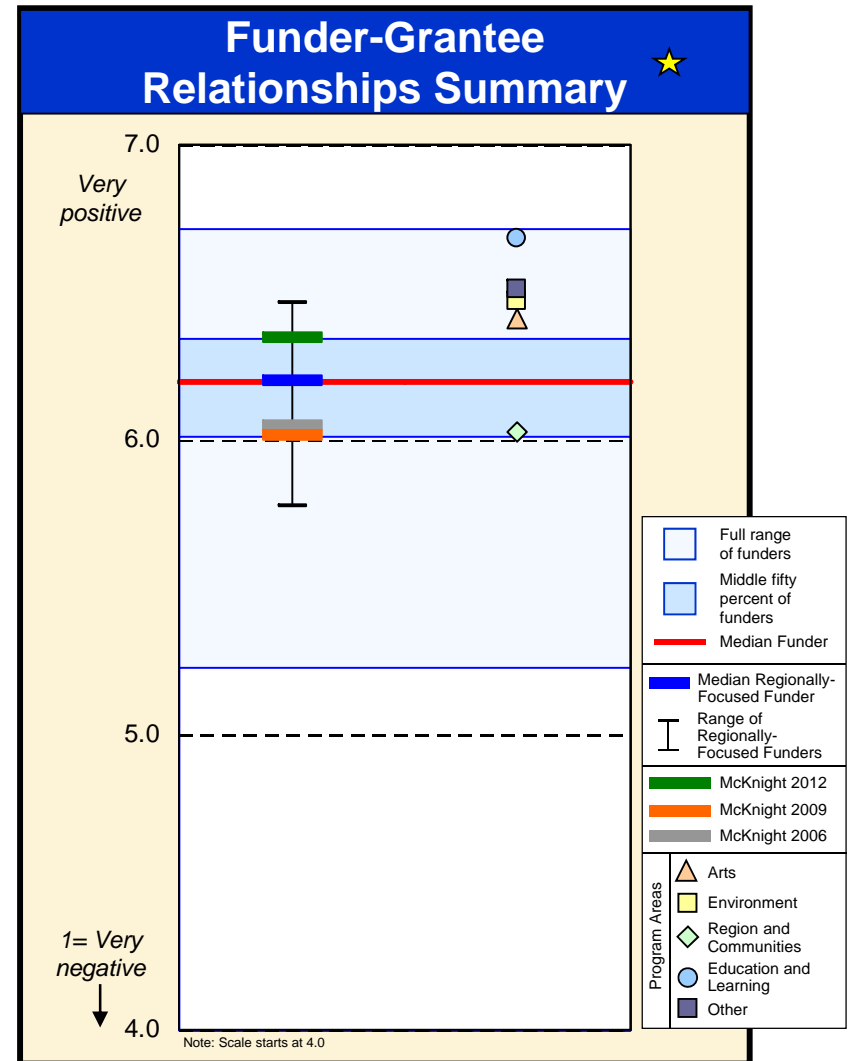 Funder-Grantee
Relationships Summary
7.0
Very
positive
6.0
5.0
1= Very
negative
4.0
Note: Scale starts at 4.0
Full range
of funders
Middle fifty
percent of
funders
Median Funder
Median Regionally-
Focused Funder
Range of
Regionally-
Focused Funders
McKnight 2012
McKnight 2009
McKnight 2006
Program Areas
Arts
Environment
Region and
Communities
Education and
Learning
Other